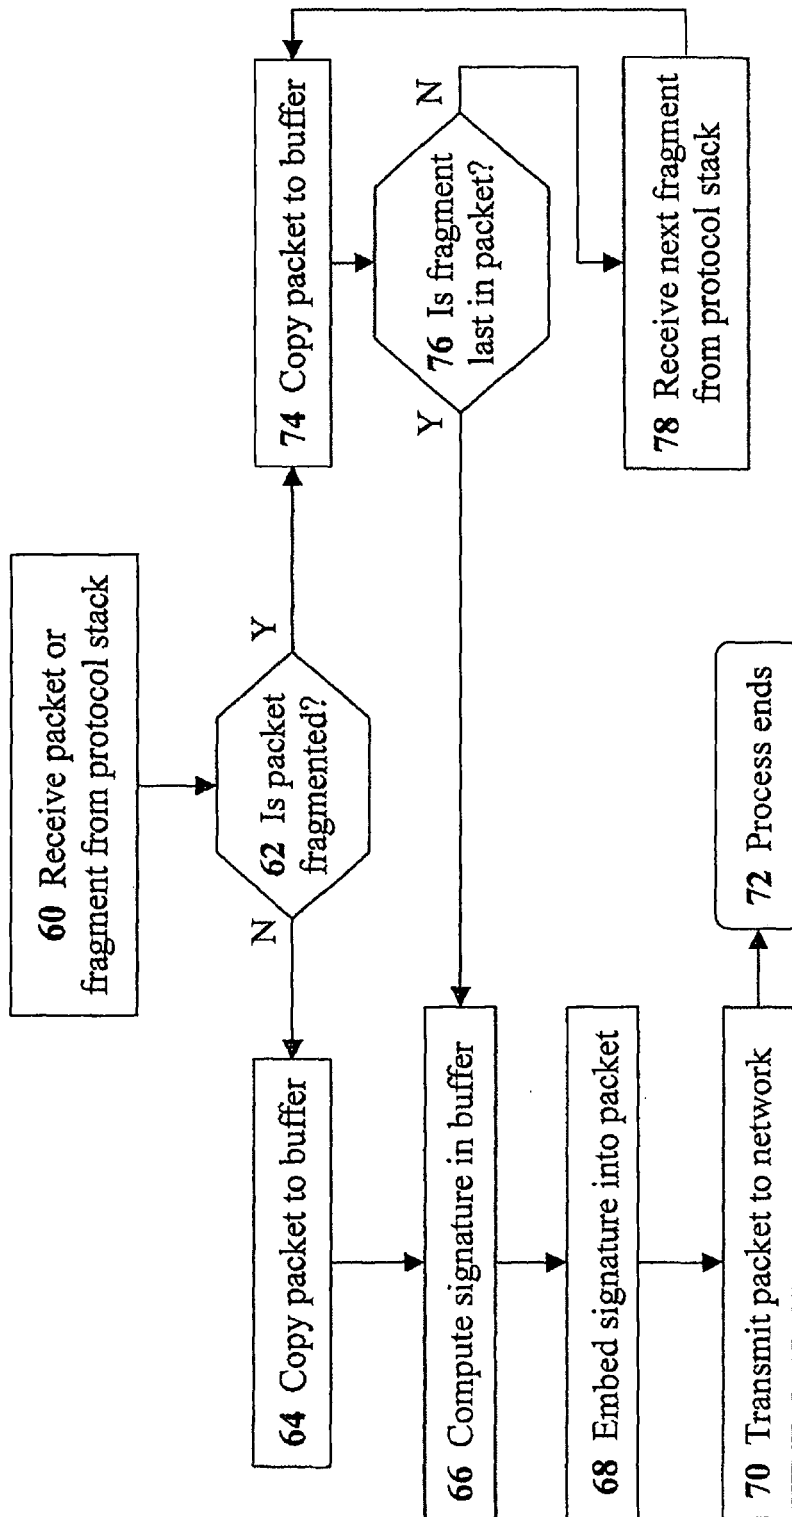 60 Receive packet or
fragment from protocol stack
62 Is packet
fragmented?
N
Y
64 Copy packet to buffer
74 Copy packet to buffer
76 Is fragment
last in packet?
Y
N
78 Receive next fragment
from protocol stack
66 Compute signature in buffer
68 Embed signature into packet
70 Transmit packet to network
72 Process ends